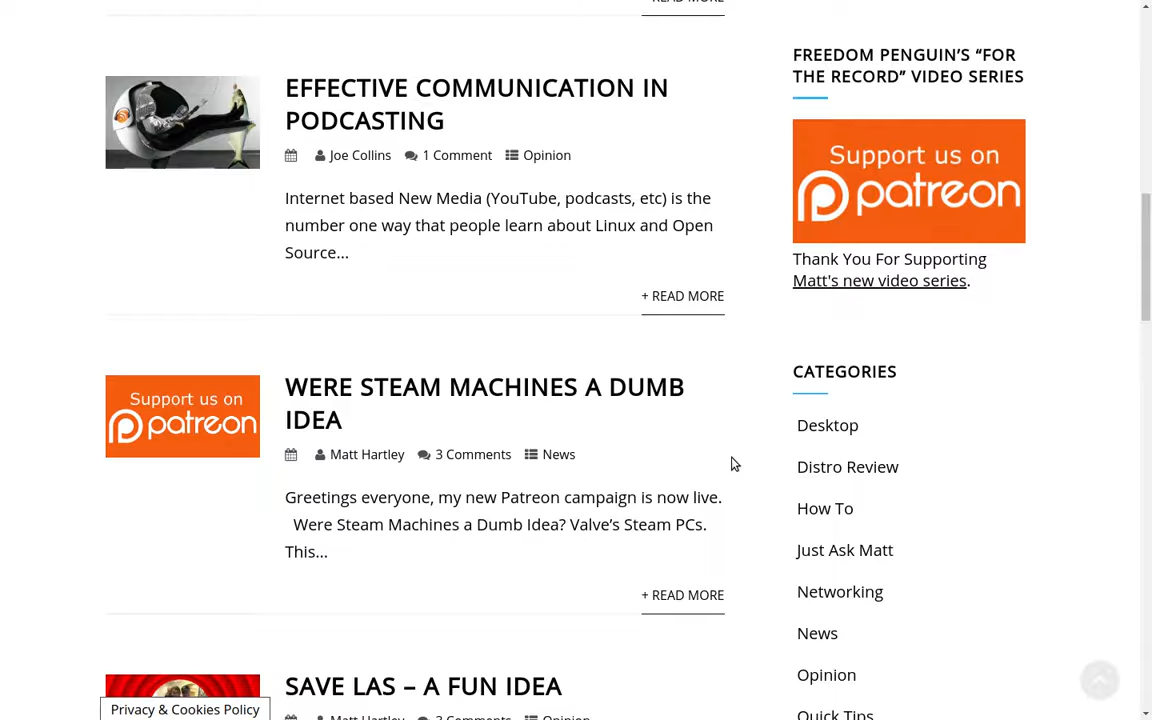 READ MORE
EFFECTIVE COMMUNICATION IN
PODCASTING
Joe Collins 1 Comment Opinion
Internet based New Media (YouTube, podcasts, etc) is the
number one way that people learn about Linux and Open
Source...
+ READ MORE
Support us on
patreon
WERE STEAM MACHINES A DUMB
IDEA
Matt Hartley 3 Comments News
Greetings everyone, my new Patreon campaign is now live.
Were Steam Machines a Dumb Idea? Valve’s Steam PCs.
This...
+ READ MORE
SAVE LAS – A FUN IDEA
Matt Hartley 3 Comments Opinion
Privacy & Cookies Policy
FREEDOM PENGUIN’S “FOR
THE RECORD” VIDEO SERIES
Support us on
patreon
Thank You For Supporting
Matt's new video series.
CATEGORIES
Desktop
Distro Review
How To
Just Ask Matt
Networking
News
Opinion
Quick Tips